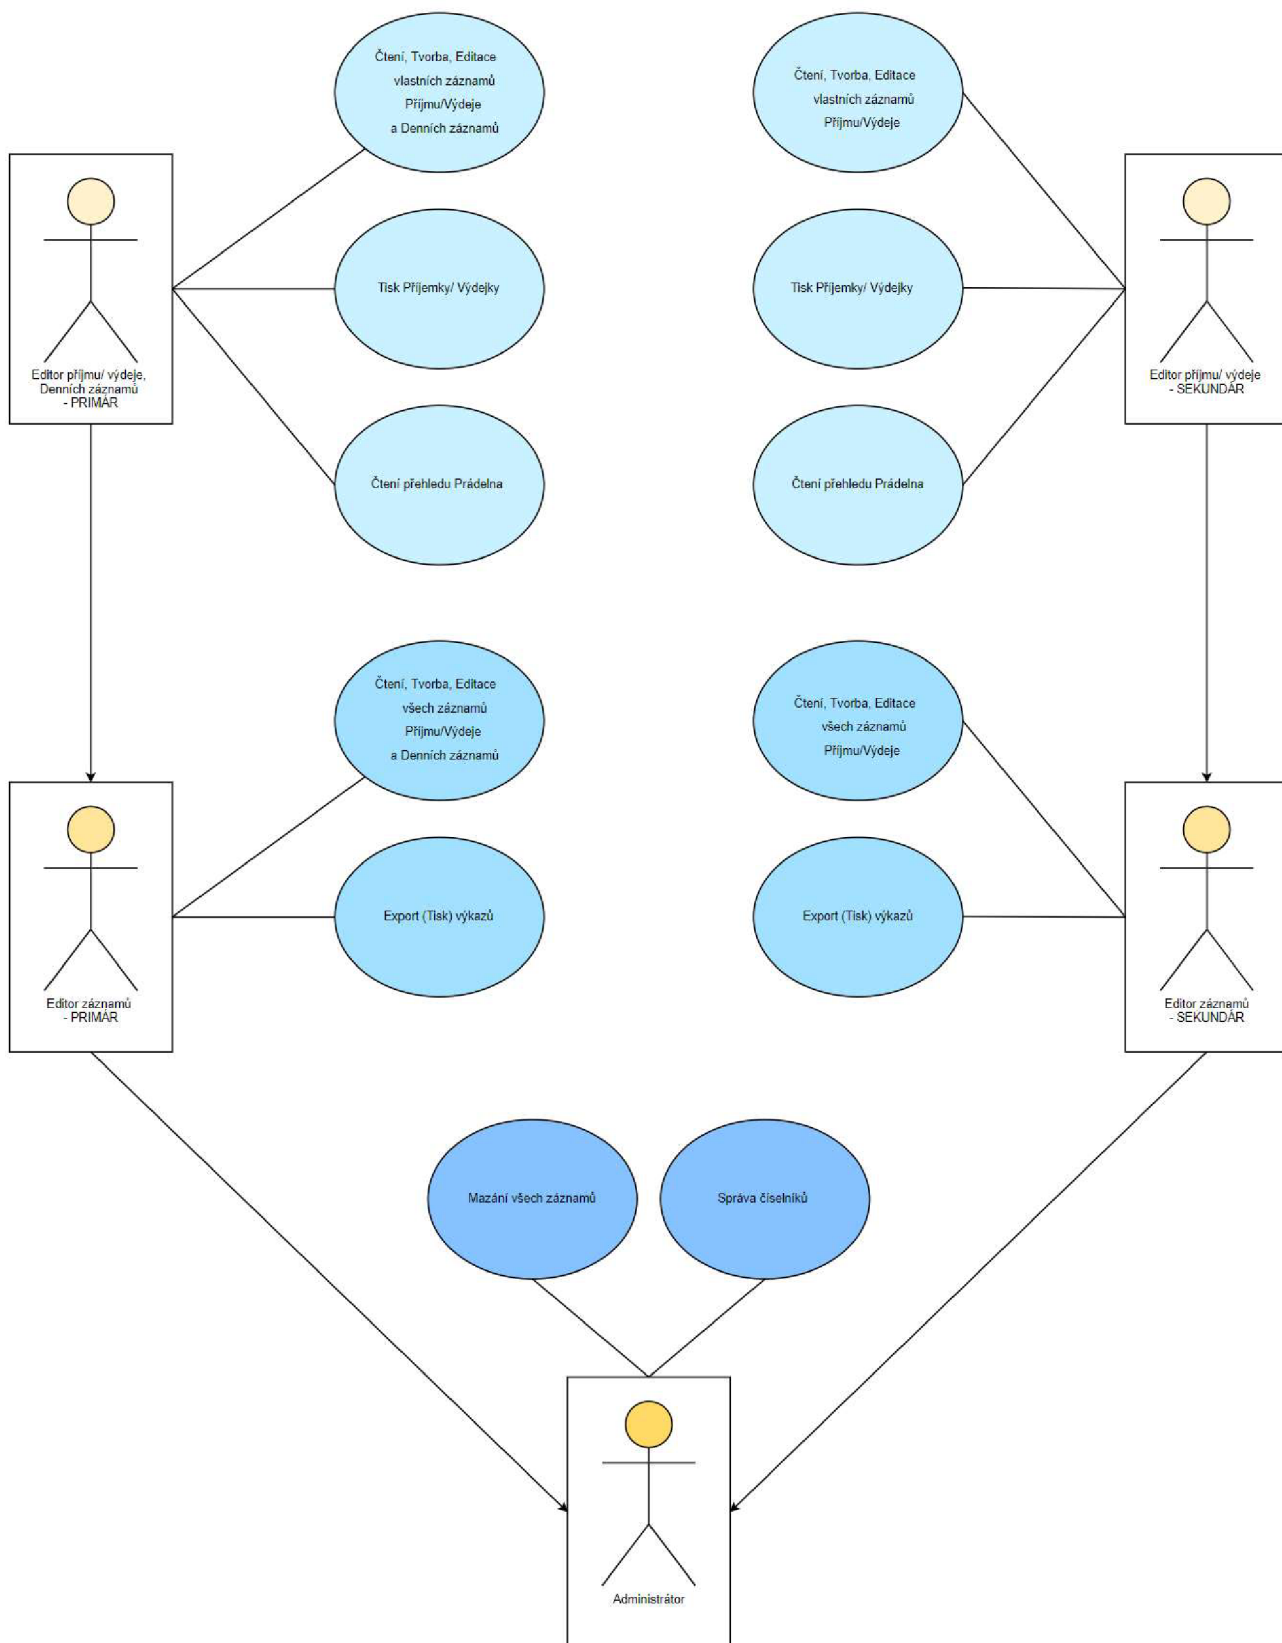 Čtení, Tvorba, Editace
vlastních záznamů
Příjmu/Výdeje
a Denních záznamů
Čtení, Tvorba, Editace
vlastních záznamů
Příjmu/Výdeje
Editor příjmu/ výdeje,
Denních záznamů
- PRIMÁR
Tisk Příjemky/ Výdejky
Tisk Příjemky/ Výdejky
Editor příjmu/ výdeje
- SEKUNDÁR
Čtení přehledu Prádelna
Čtení přehledu Prádelna
Čtení, Tvorba, Editace
všech záznamů
Příjmu/Výdeje
a Denních záznamů
Čtení, Tvorba, Editace
všech záznamů
Příjmu/Výdeje
Editor záznamů
- PRIMÁR
Export (Tisk) výkazů
Export (Tisk) výkazů
Editor záznamů
- SEKUNDÁR
Mazání všech záznamů
Správa číselníků
Administrátor